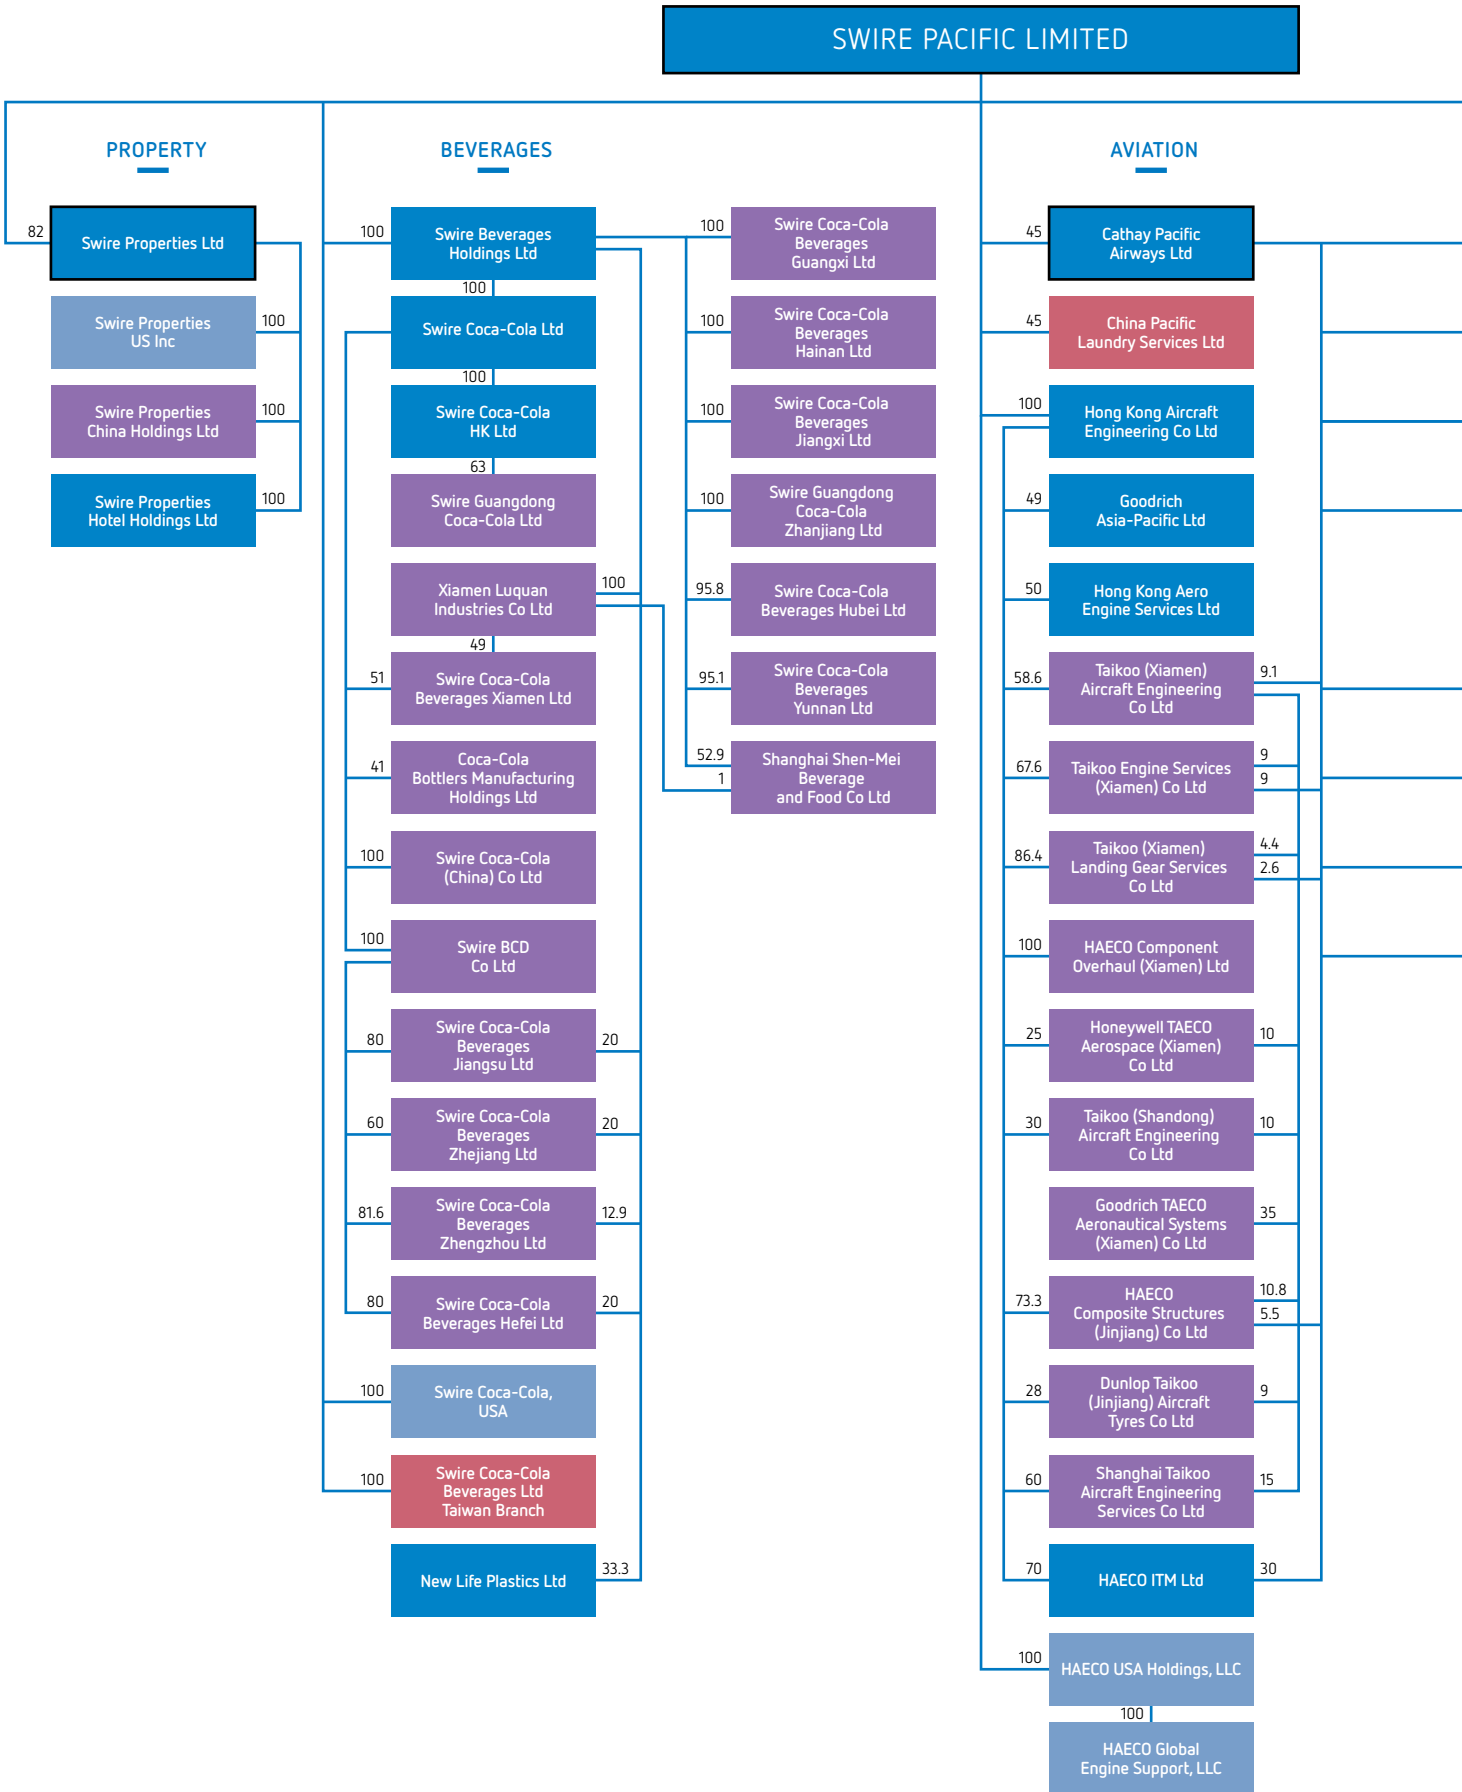 SWIRE PACIFIC LIMITED
PROPERTY
82
Swire Properties Ltd
Swire Properties
US Inc
100
Swire Properties
China Holdings Ltd
100
Swire Properties
Hotel Holdings Ltd
100
BEVERAGES
100
Swire Beverages
Holdings Ltd
100
Swire Coca-Cola Ltd
100
Swire Coca-Cola
HK Ltd
63
Swire Guangdong
Coca-Cola Ltd
Xiamen Luquan
Industries Co Ltd
100
49
51
Swire Coca-Cola
Beverages Xiamen Ltd
41
Coca-Cola
Bottlers Manufacturing
Holdings Ltd
100
Swire Coca-Cola
(China) Co Ltd
100
Swire BCD
Co Ltd
80
Swire Coca-Cola
Beverages
Jiangsu Ltd
20
60
Swire Coca-Cola
Beverages
Zhejiang Ltd
20
81.6
Swire Coca-Cola
Beverages
Zhengzhou Ltd
12.9
80
Swire Coca-Cola
Beverages Hefei Ltd
20
100
Swire Coca-Cola,
USA
100
Swire Coca-Cola
Beverages Ltd
Taiwan Branch
New Life Plastics Ltd
33.3
100
Swire Coca-Cola
Beverages
Guangxi Ltd
100
Swire Coca-Cola
Beverages
Hainan Ltd
100
Swire Coca-Cola
Beverages
Jiangxi Ltd
100
Swire Guangdong
Coca-Cola
Zhanjiang Ltd
95.8
Swire Coca-Cola
Beverages Hubei Ltd
95.1
Swire Coca-Cola
Beverages
Yunnan Ltd
52.9
1
Shanghai Shen-Mei
Beverage
and Food Co Ltd
AVIATION
45
Cathay Pacific
Airways Ltd
45
China Pacific
Laundry Services Ltd
100
Hong Kong Aircraft
Engineering Co Ltd
49
Goodrich
Asia-Pacific Ltd
50
Hong Kong Aero
Engine Services Ltd
58.6
Taikoo (Xiamen)
Aircraft Engineering
Co Ltd
9.1
67.6
Taikoo Engine Services
(Xiamen) Co Ltd
9
9
86.4
Taikoo (Xiamen)
Landing Gear Services
Co Ltd
4.4
2.6
100
HAECO Component
Overhaul (Xiamen) Ltd
25
Honeywell TAECO
Aerospace (Xiamen)
Co Ltd
10
30
Taikoo (Shandong)
Aircraft Engineering
Co Ltd
10
Goodrich TAECO
Aeronautical Systems
(Xiamen) Co Ltd
35
73.3
HAECO
Composite Structures
(Jinjiang) Co Ltd
10.8
5.5
28
Dunlop Taikoo
(Jinjiang) Aircraft
Tyres Co Ltd
9
60
Shanghai Taikoo
Aircraft Engineering
Services Co Ltd
15
70
HAECO ITM Ltd
30
100
HAECO USA Holdings, LLC
100
HAECO Global
Engine Support, LLC